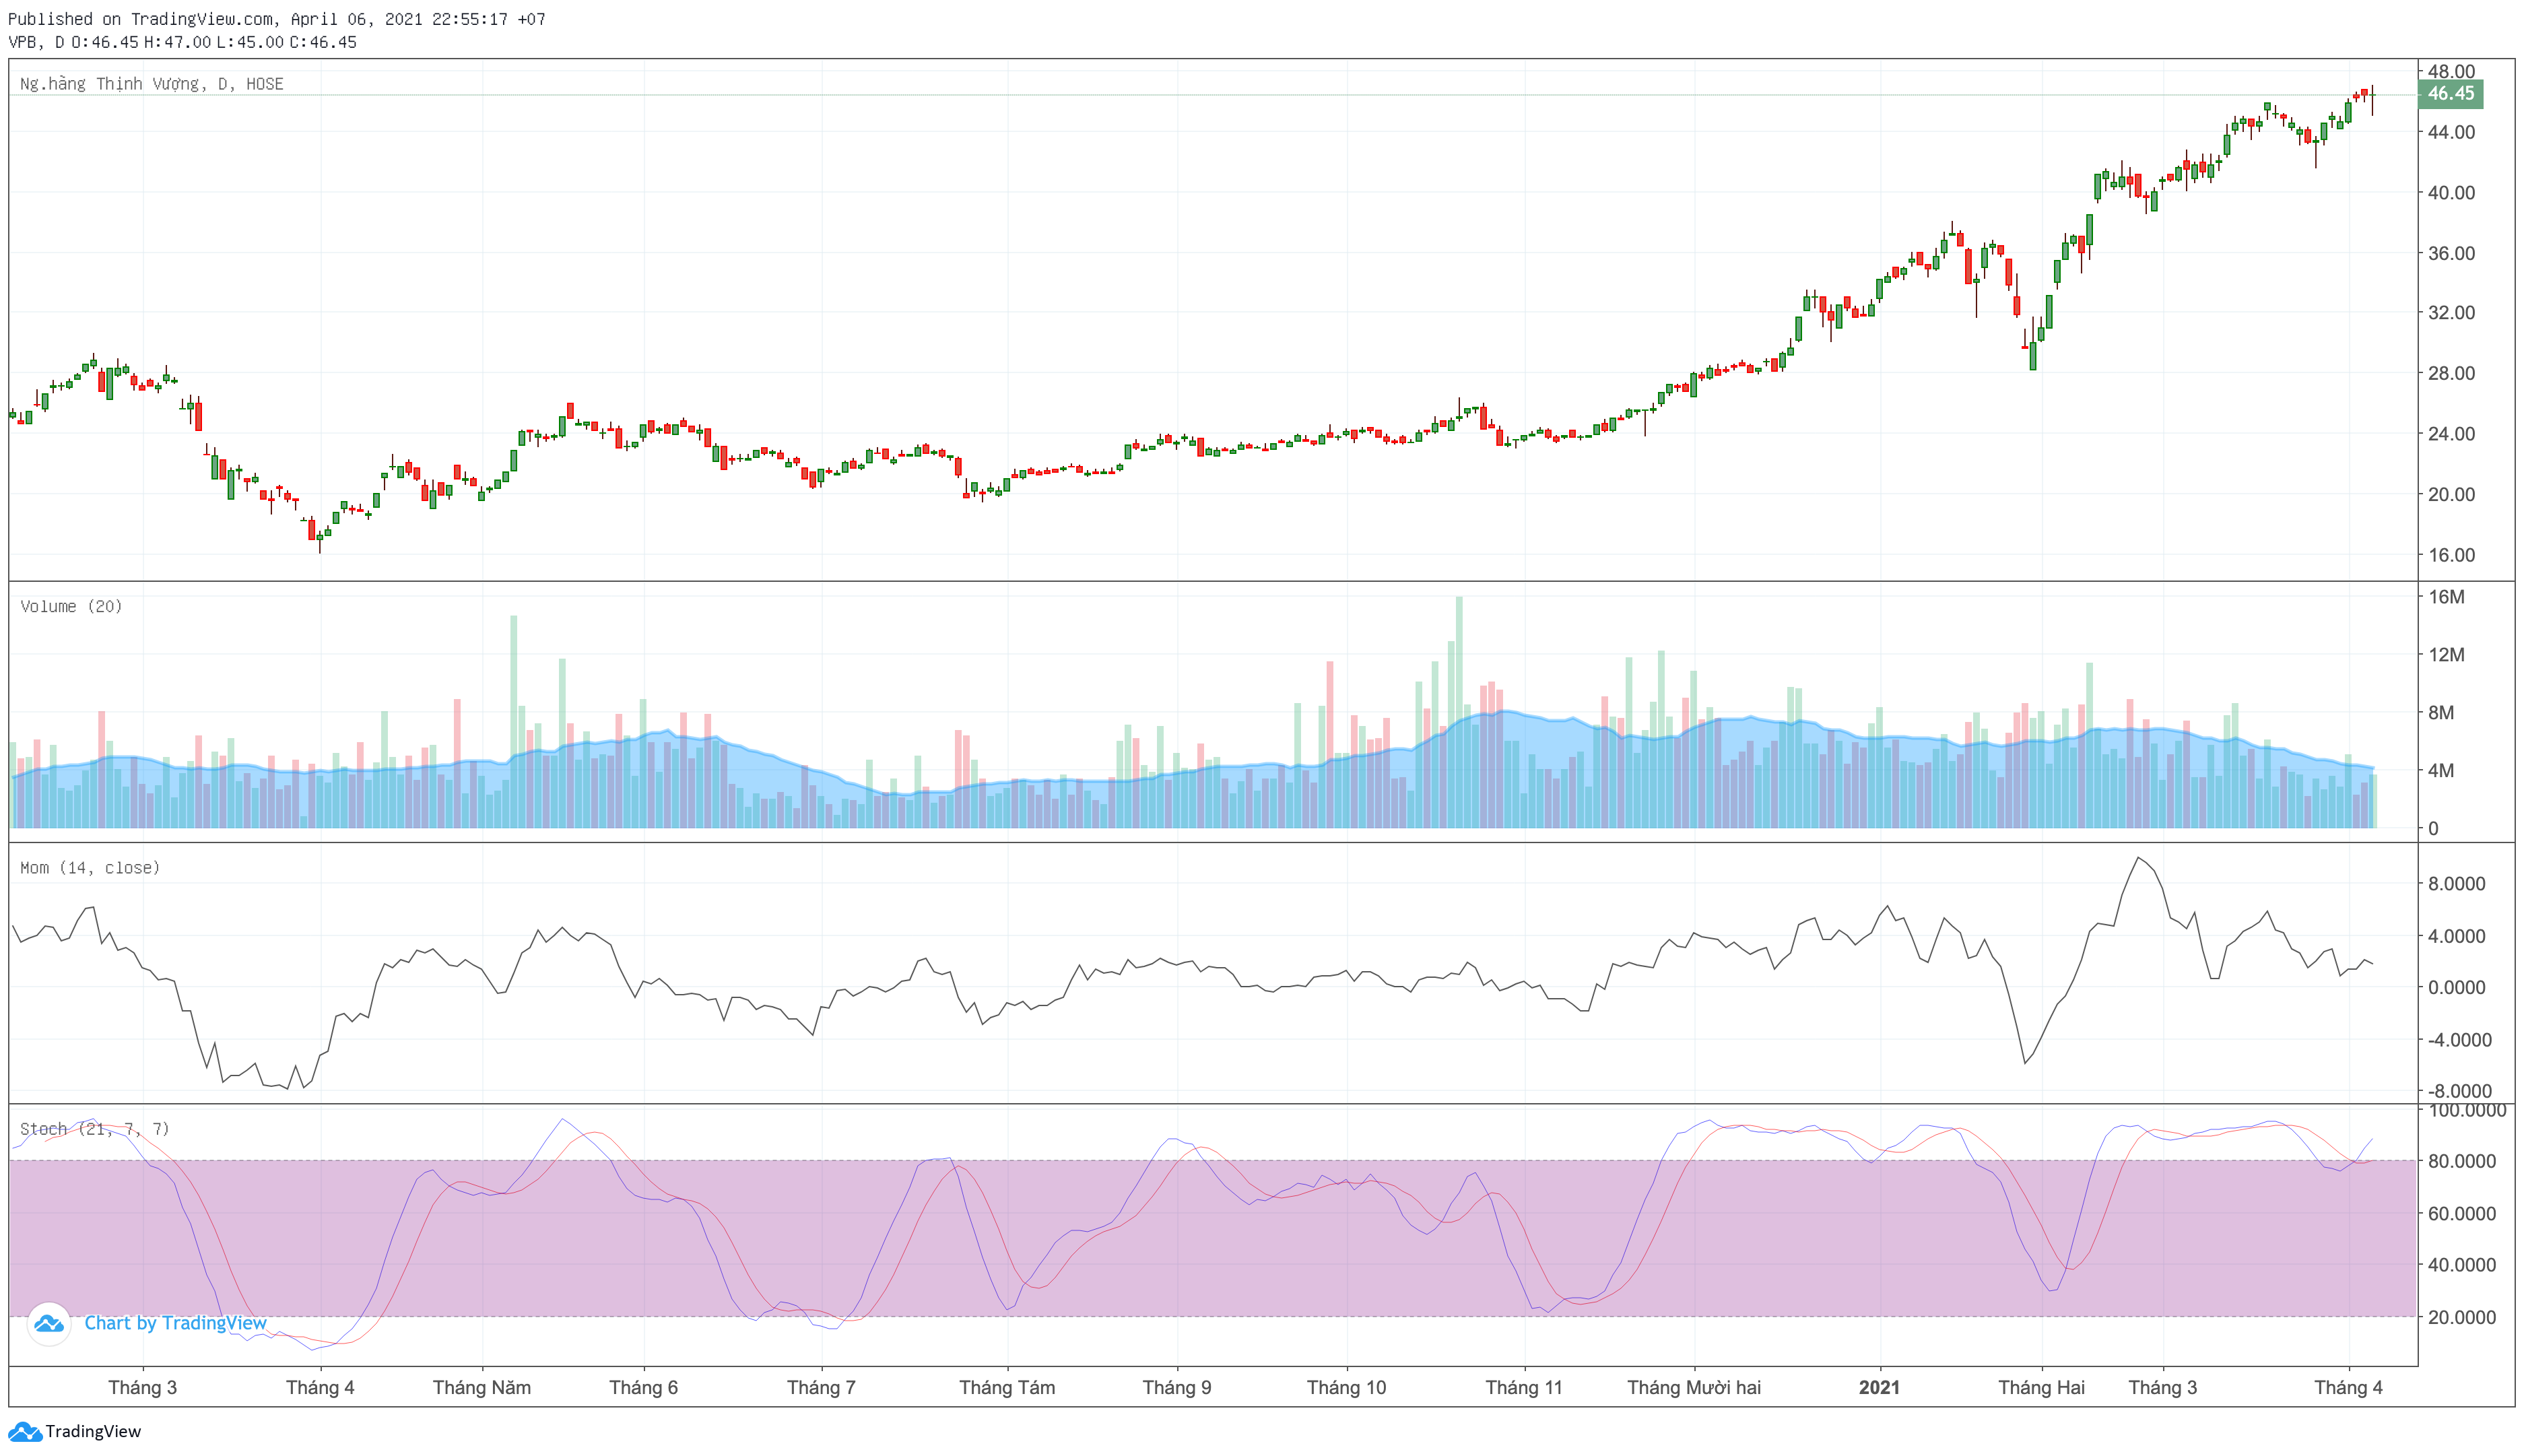 Published on TradingView.com, April 06, 2021 22:55:17 +07
VPB, D O:46.45 H:47.00 L:45.00 C:46.45
Ng.hàng Thịnh Vượng, D, HOSE
48.00
46.45
44.00
40.00
36.00
32.00
28.00
24.00
20.00
16.00
Volume (20)
16M
12M
8M
4M
0
Mom (14, close)
8.0000
4.0000
0.0000
-4.0000
-8.0000
Stoch (21, 7, 7)
100.0000
80.0000
60.0000
40.0000
20.0000
Chart by TradingView
Tháng 3 Tháng 4 Tháng Năm Tháng 6 Tháng 7 Tháng Tám Tháng 9 Tháng 10 Tháng 11 Tháng Mười hai 2021 Tháng Hai Tháng 3 Tháng 4
TradingView